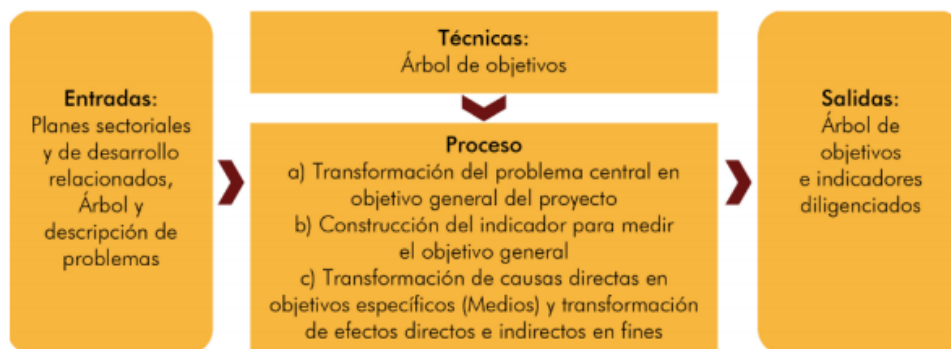 Entradas:
Planes sectoriales
y de desarrollo
relacionados,
Árbol y
descripción de
problemas
Técnicas:
Árbol de objetivos
Proceso
a) Transformación del problema central en
objetivo general del proyecto
b) Construcción del indicador para medir
el objetivo general
c) Transformación de causas directas en
objetivos específicos (Medios) y transformación
de efectos directos e indirectos en fines
Salidas:
Árbol de
objetivos
e indicadores
diligenciados